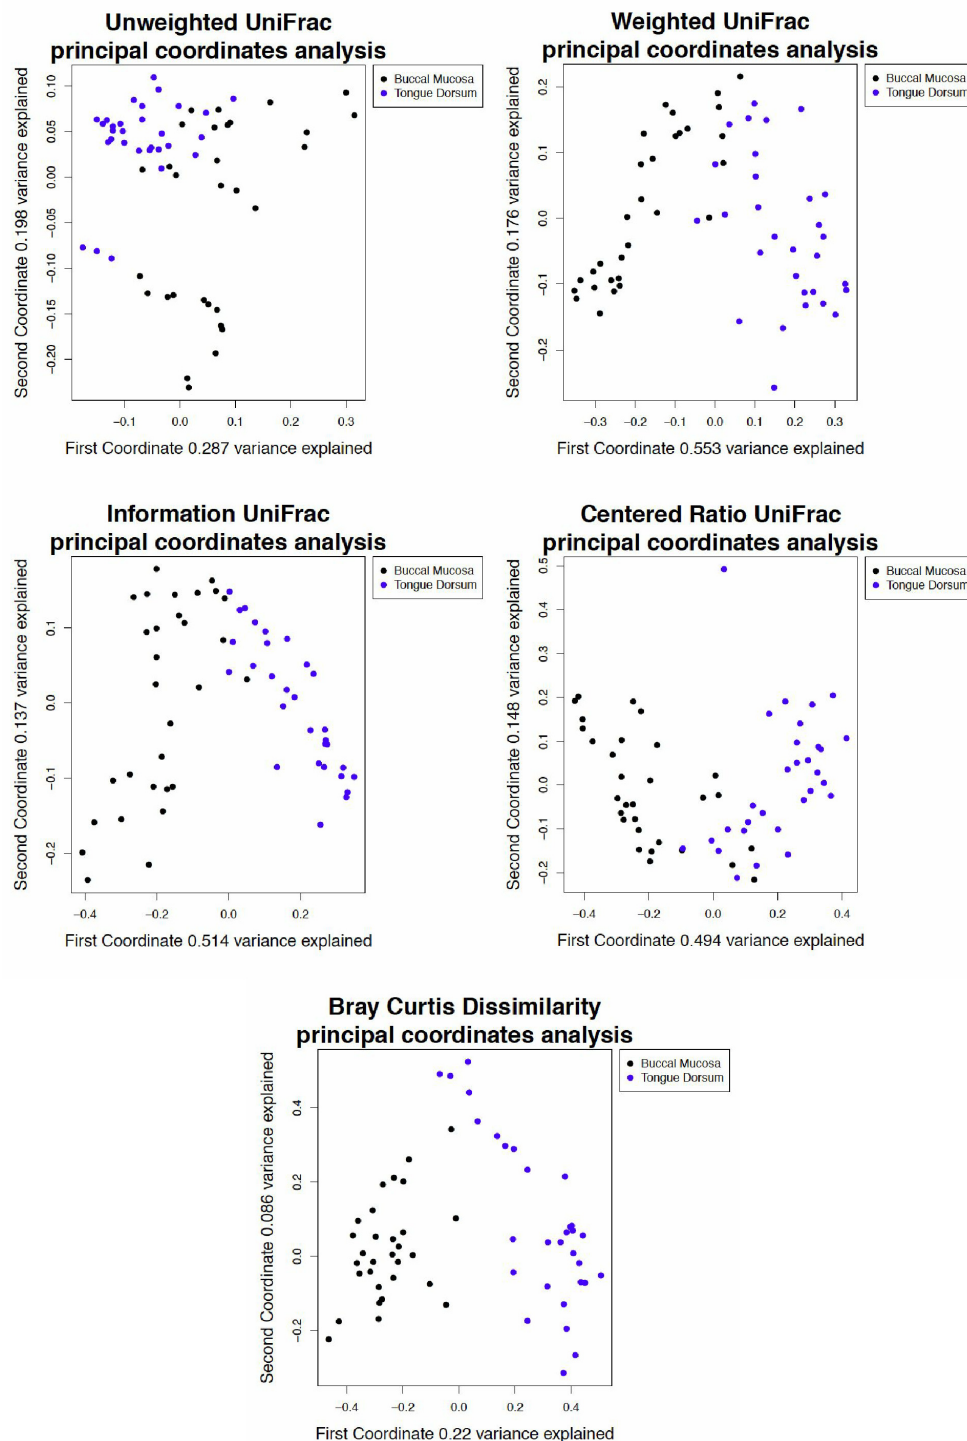 Unweighted UniFrac
principal coordinates analysis
Buccal Mucosa
Tongue Dorsum
Second Coordinate 0.198 variance explained
0.10
0.05
0.00
−0.05
−0.10
−0.20
−0.1
0.0
0.1
0.2
0.3
First Coordinate 0.287 variance explained
Weighted UniFrac
principal coordinates analysis
Buccal Mucosa
Tongue Dorsum
Second Coordinate 0.176 variance explained
0.2
0.1
0.0
−0.1
−0.2
−0.3
−0.2
−0.1
0.0
0.1
0.2
0.3
First Coordinate 0.553 variance explained
Information UniFrac
principal coordinates analysis
Buccal Mucosa
Tongue Dorsum
Second Coordinate 0.137 variance explained
0.1
0.0
−0.1
−0.2
−0.4
−0.2
0.0
0.2
First Coordinate 0.514 variance explained
Centered Ratio UniFrac
principal coordinates analysis
Buccal Mucosa
Tongue Dorsum
Second Coordinate 0.148 variance explained
0.5
0.4
0.3
0.2
0.1
0.0
−0.1
−0.2
−0.4
−0.2
0.0
0.2
0.4
First Coordinate 0.494 variance explained
Bray Curtis Dissimilarity
principal coordinates analysis
Buccal Mucosa
Tongue Dorsum
Second Coordinate 0.086 variance explained
0.4
0.2
0.0
−0.2
−0.4
−0.2
0.0
0.2
0.4
First Coordinate 0.22 variance explained